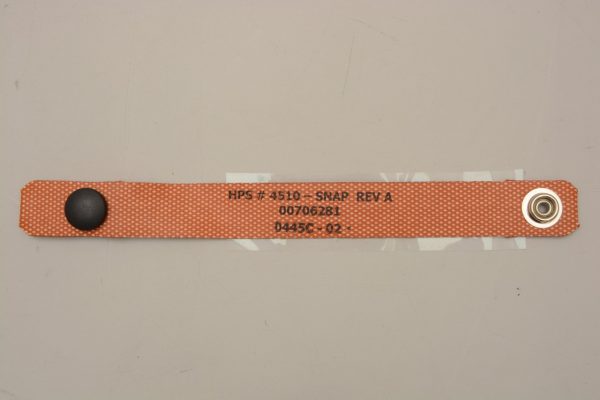 HPS # 4510 – SNAP REV A
00706281
0445C - 02 -